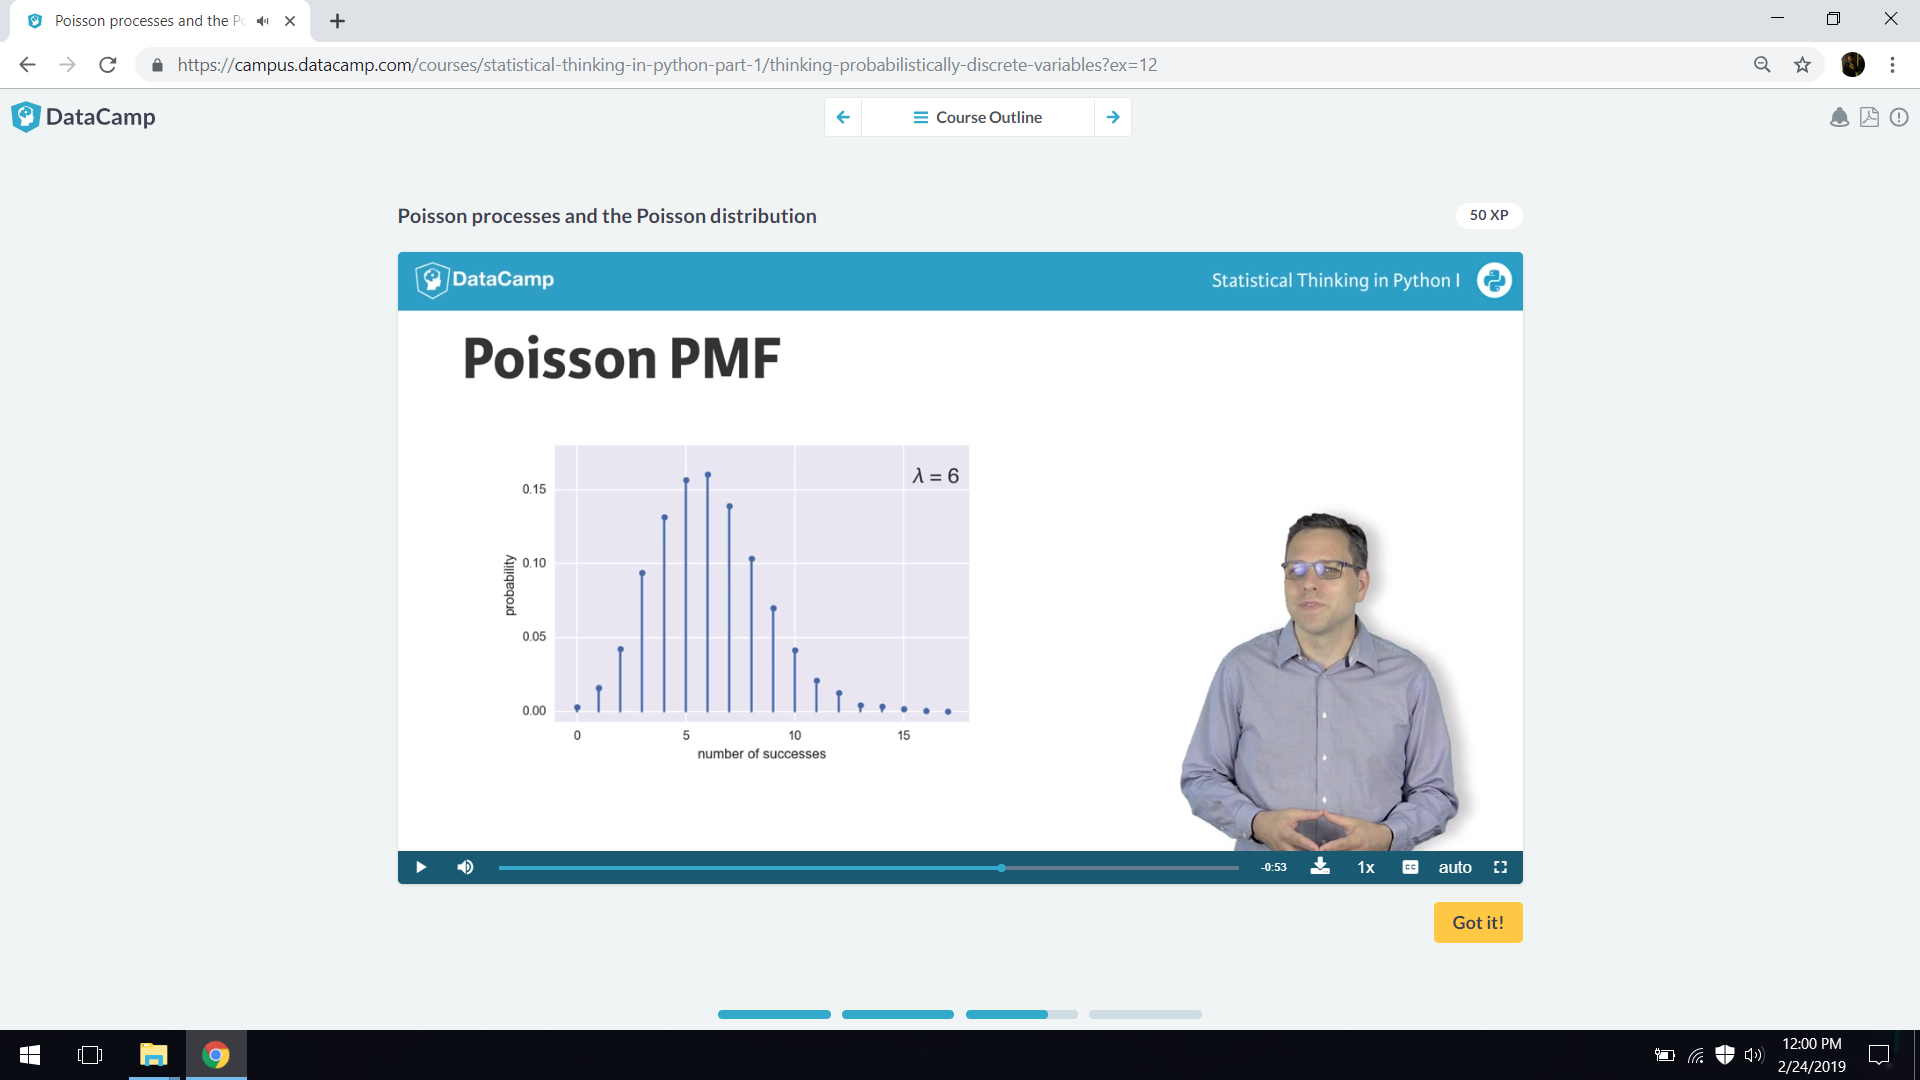 Poisson processes and the Po
https://campus.datacamp.com/courses/statistical-thinking-in-python-part-1/thinking-probabilistically-discrete-variables?ex=12
DataCamp
Course Outline
Poisson processes and the Poisson distribution
50 XP
DataCamp
Statistical Thinking in Python I
Poisson PMF
λ = 6
0.15
0.10
0.05
0.00
probability
0 5 10 15
number of successes
-0:53
1x
CC
auto
Got it!
12:00 PM
2/24/2019